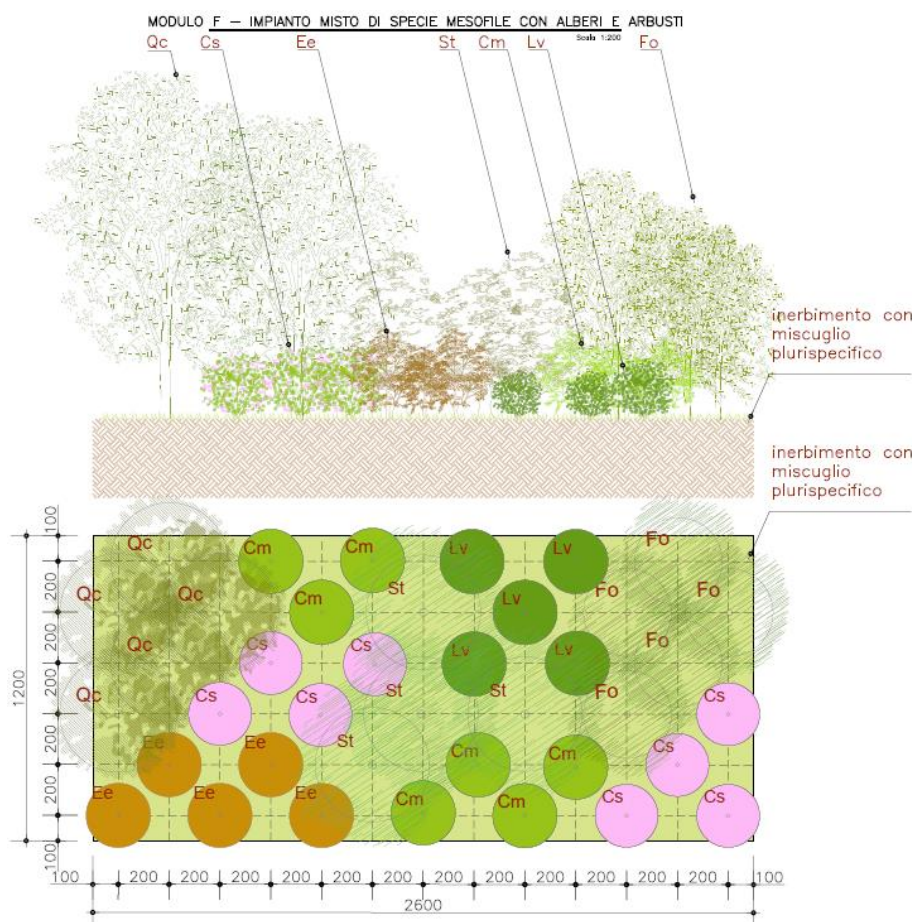 MODULO F – IMPIANTO MISTO DI SPECIE MESOFILE CON ALBERI E ARBUSTI
Scala 1:200
Qc Cs Ee St Cm Lv Fo
inerbimento con
miscuglio
plurispecifico
inerbimento con
miscuglio
plurispecifico
100
200
200
200
200
200
100
1200
Qc Cm Cm Lv Lv Fo
Qc Qc Cm St Lv Fo Fo
Qc Cs Cs Lv Lv Fo
Qc Cs Cs St St Fo Cs
Ee Ee St Cm Cm Cs
Ee Ee Ee Cm Cm Cs Cs
100 200 200 200 200 200 200 200 200 200 200 200 200 100
2600